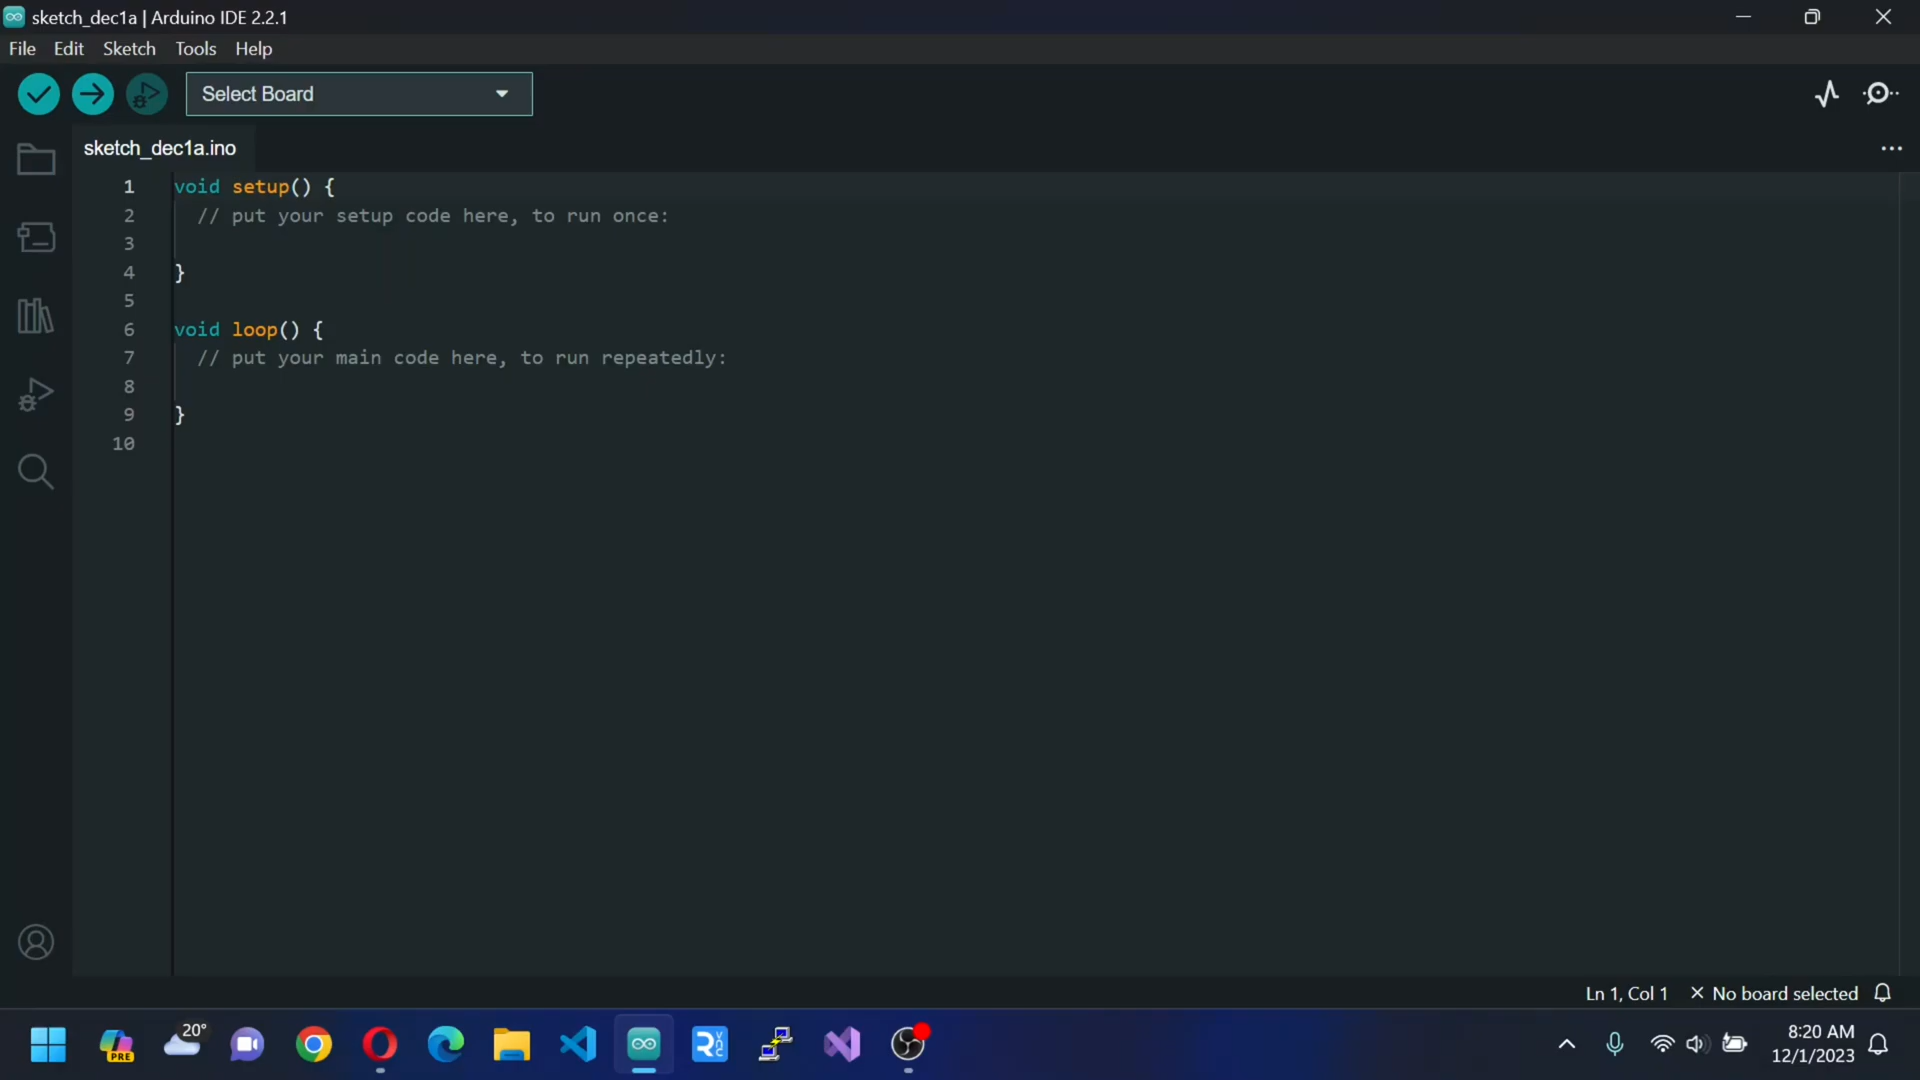 sketch_dec1a | Arduino IDE 2.2.1
File Edit Sketch Tools Help
Select Board
sketch_dec1a.ino
1 void setup() {
2 // put your setup code here, to run once:
3
4 }
5
6 void loop() {
7 // put your main code here, to run repeatedly:
8
9 }
10
Ln 1, Col 1 × No board selected
PRE
20°
8:20 AM
12/1/2023